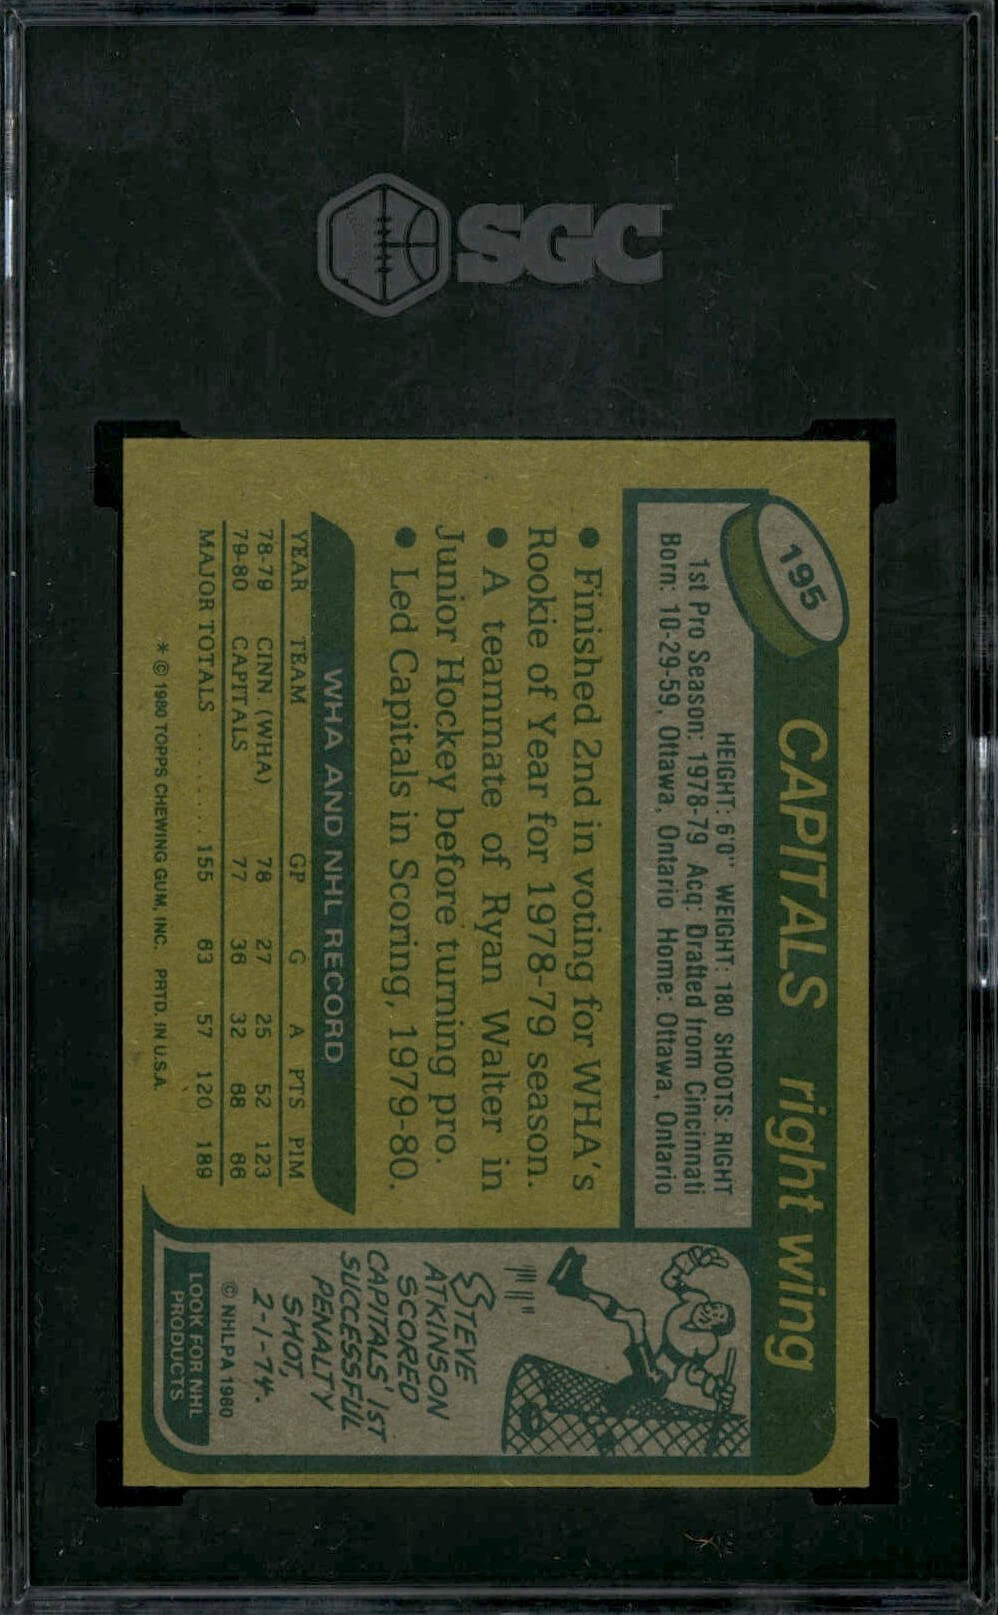 SGC
195
CAPITALS right wing
HEIGHT: 6'0" WEIGHT: 180 SHOOTS: RIGHT
1st Pro Season: 1978-79 Acq: Drafted from Cincinnati
Born: 10-29-59, Ottawa, Ontario Home: Ottawa, Ontario
• Finished 2nd in voting for WHA's
Rookie of Year for 1978-79 season.
• A teammate of Ryan Walter in
Junior Hockey before turning pro.
• Led Capitals in Scoring, 1979-80.
WHA AND NHL RECORD
YEAR TEAM GP G A PTS PIM
78-79 CINN (WHA) 78 27 25 52 123
79-80 CAPITALS 77 36 32 68 66
MAJOR TOTALS .......... 155 63 57 120 189
* © 1980 TOPPS CHEWING GUM, INC. PRTD. IN U.S.A.
STEVE
ATKINSON
SCORED
CAPITALS' 1ST
SUCCESSFUL
PENALTY
SHOT,
2-1-74.
© NHLPA 1980
LOOK FOR NHL
PRODUCTS